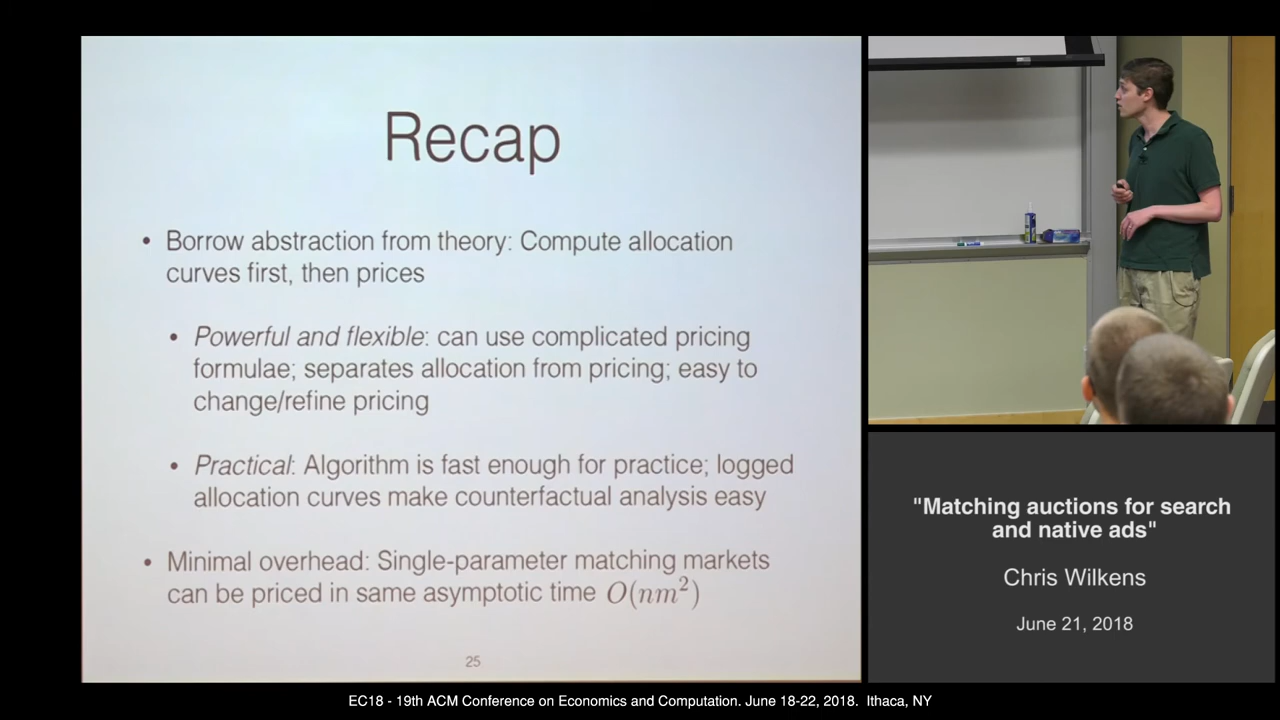 Recap
• Borrow abstraction from theory: Compute allocation
curves first, then prices
• Powerful and flexible: can use complicated pricing
formulae; separates allocation from pricing; easy to
change/refine pricing
• Practical: Algorithm is fast enough for practice; logged
allocation curves make counterfactual analysis easy
• Minimal overhead: Single-parameter matching markets
can be priced in same asymptotic time O(nm²)
25
"Matching auctions for search
and native ads"
Chris Wilkens
June 21, 2018
EC18 - 19th ACM Conference on Economics and Computation. June 18-22, 2018. Ithaca, NY